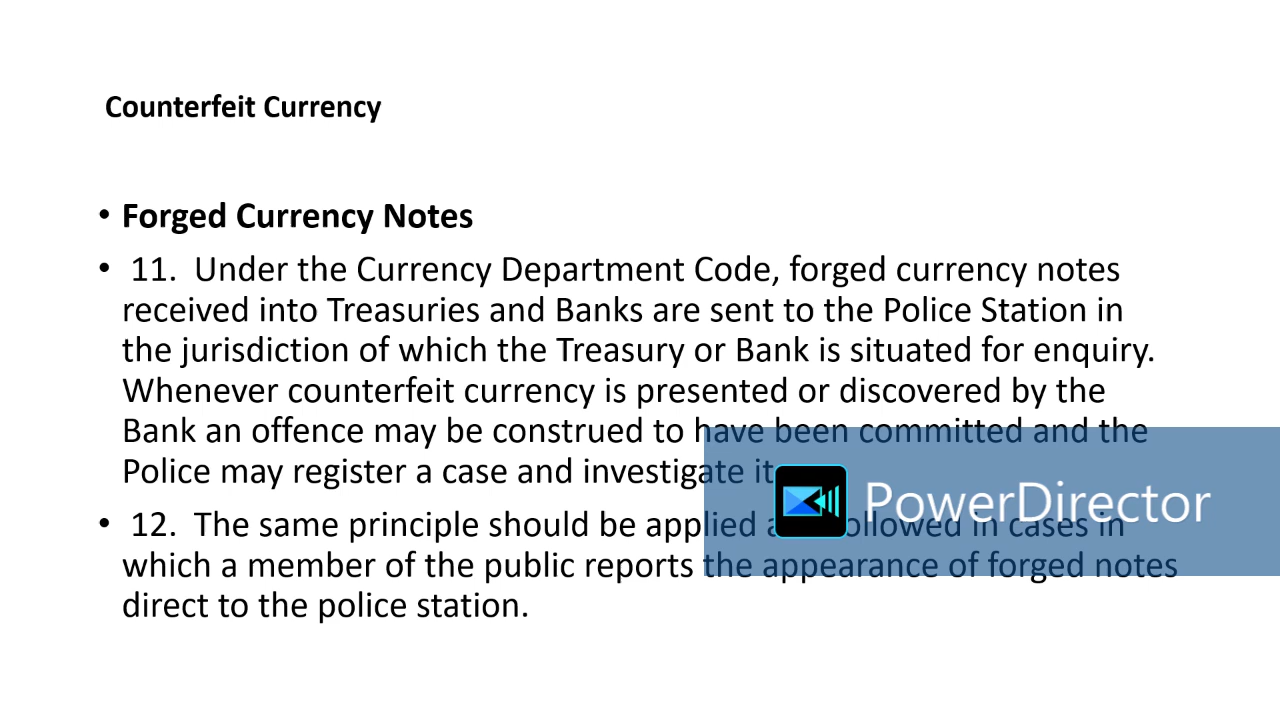 Counterfeit Currency
• Forged Currency Notes
• 11. Under the Currency Department Code, forged currency notes
received into Treasuries and Banks are sent to the Police Station in
the jurisdiction of which the Treasury or Bank is situated for enquiry.
Whenever counterfeit currency is presented or discovered by the
Bank an offence may be construed to have been committed and the
Police may register a case and investigate it
PowerDirector
• 12. The same principle should be applied followed in cases in
which a member of the public reports the appearance of forged notes
direct to the police station.